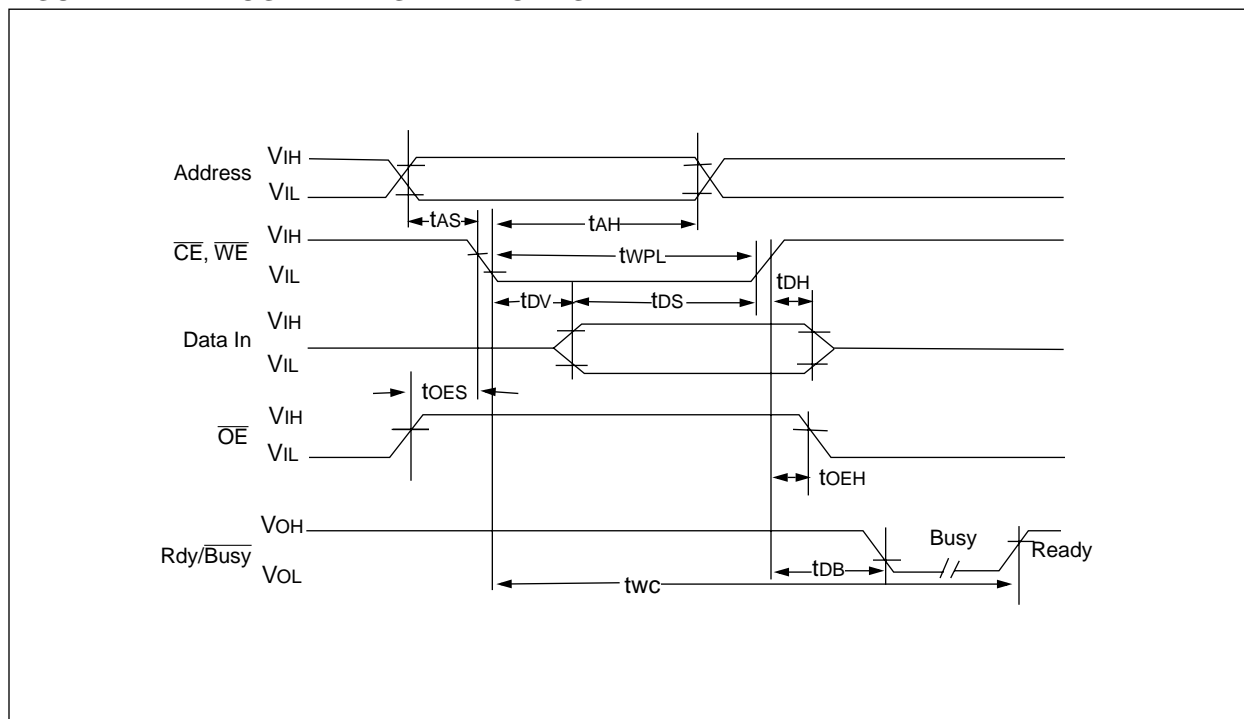 Address VIH
VIL
tAS
tAH
CE, WE VIH
VIL
tWPL
tDV
tDS
tDH
Data In VIH
VIL
tOES
OE VIH
VIL
tOEH
Rdy/Busy VOH
VOL
tDB
Busy
Ready
twc